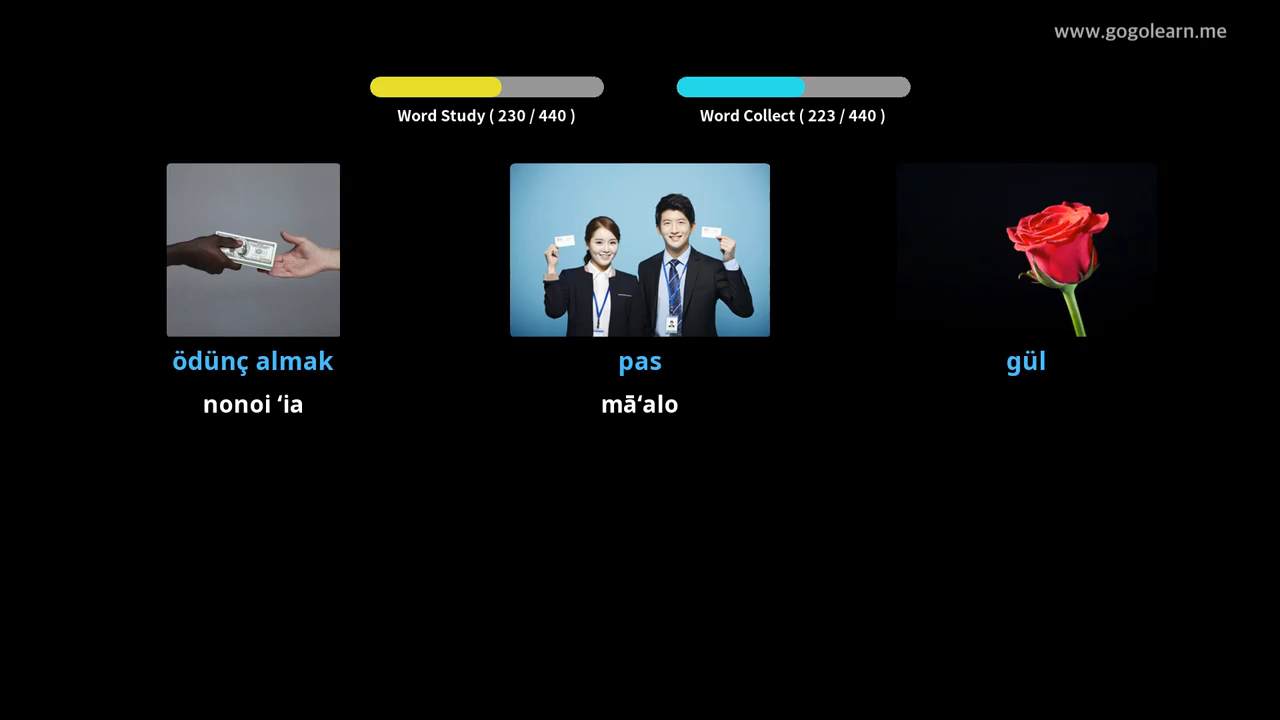 www.gogolearn.me
Word Study ( 230 / 440 )
Word Collect ( 223 / 440 )
ödünç almak
pas
gül
nonoi ʻia
māʻalo